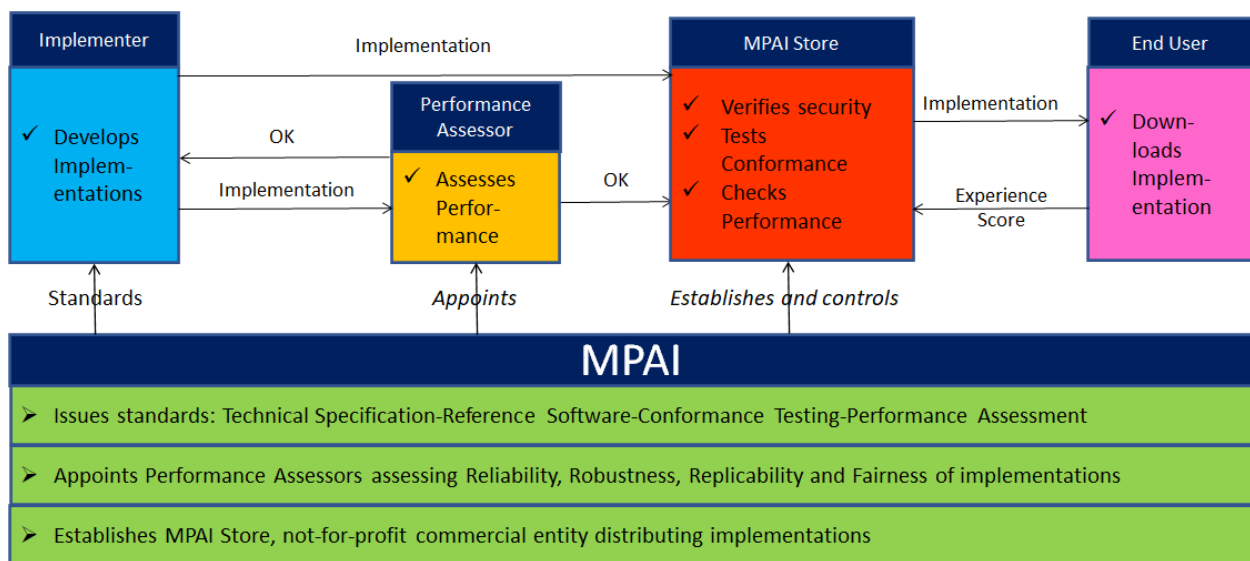 Implementer
Implementation
MPAI Store
End User
✓ Develops
Implem-
entations
OK
Implementation
Performance
Assessor
✓ Assesses
Perfor-
mance
OK
✓ Verifies security
✓ Tests
Conformance
✓ Checks
Performance
Implementation
Experience
Score
✓ Down-
loads
Implem-
entation
Standards
Appoints
Establishes and controls
MPAI
➢ Issues standards: Technical Specification-Reference Software-Conformance Testing-Performance Assessment
➢ Appoints Performance Assessors assessing Reliability, Robustness, Replicability and Fairness of implementations
➢ Establishes MPAI Store, not-for-profit commercial entity distributing implementations